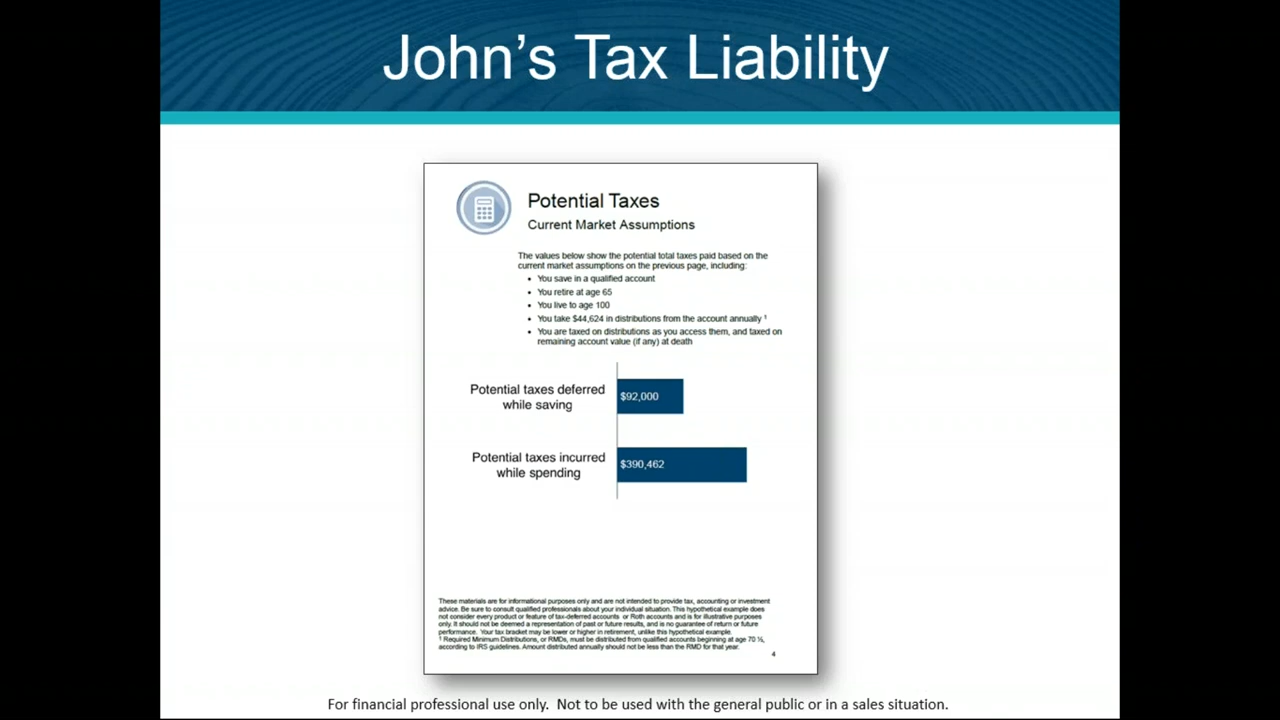 John's Tax Liability
Potential Taxes
Current Market Assumptions
The values below show the potential total taxes paid based on the
current market assumptions on the previous page, including:
• You save in a qualified account
• You retire at age 65
• You live to age 100
• You take $44,624 in distributions from the account annually ¹
• You are taxed on distributions as you access them, and taxed on
remaining account value (if any) at death
Potential taxes deferred
while saving
$92,000
Potential taxes incurred
while spending
$390,462
These materials are for informational purposes only and are not intended to provide tax, accounting or investment
advice. Be sure to consult qualified professionals about your individual situation. This hypothetical example does
not consider every product or feature of tax-deferred accounts or Roth accounts and is for illustrative purposes
only. It should not be deemed a representation of past or future results, and is no guarantee of return or future
performance. Your tax bracket may be lower or higher in retirement, unlike this hypothetical example.
¹ Required Minimum Distributions, or RMDs, must be distributed from qualified accounts beginning at age 70 ½,
according to IRS guidelines. Amount distributed annually should not be less than the RMD for that year.
4
For financial professional use only. Not to be used with the general public or in a sales situation.